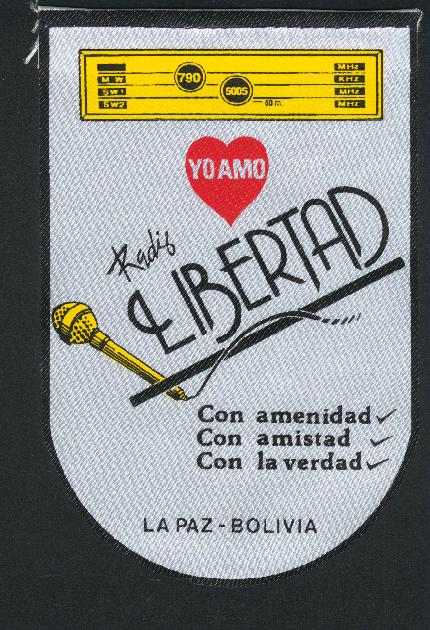 MHz
M W 790 KHz
SW1 5005 MHz
SW2 60 m. MHz
YO AMO
Radio
LIBERTAD
Con amenidad
Con amistad
Con la verdad
LA PAZ - BOLIVIA